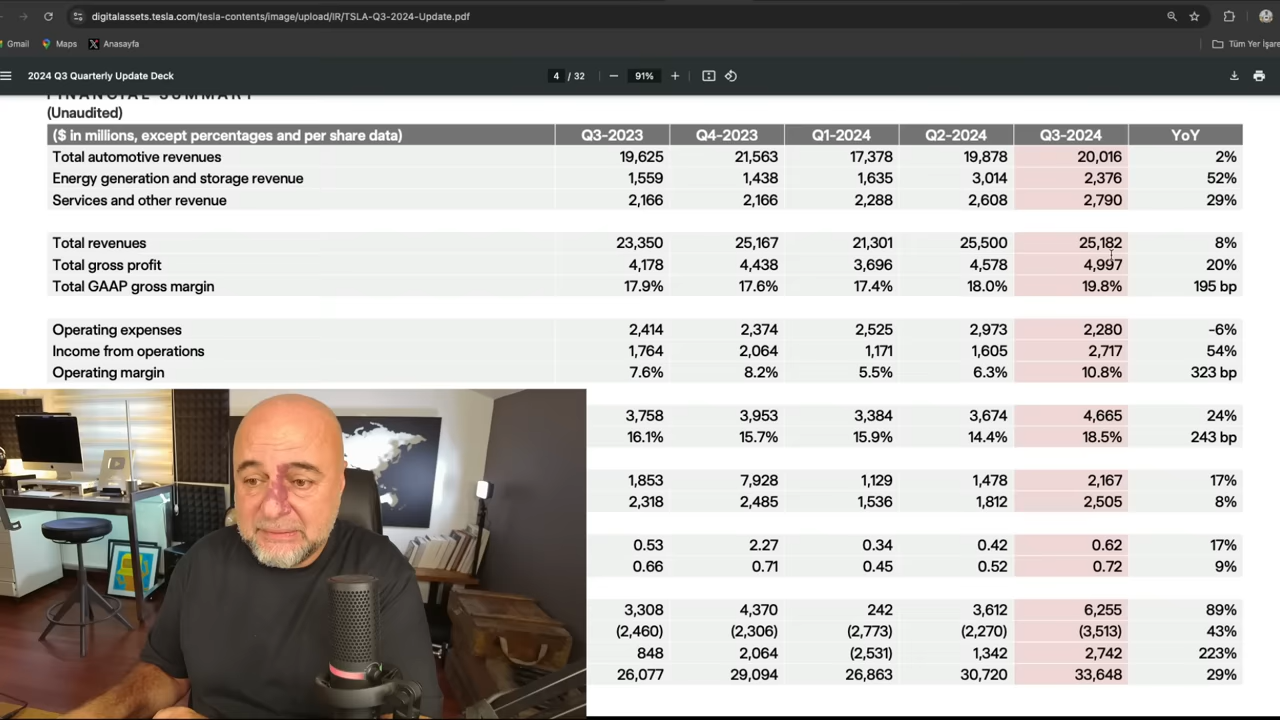 digitalassets.tesla.com/tesla-contents/image/upload/IR/TSLA-Q3-2024-Update.pdf
Gmail Maps X Anasayfa Tüm Yer İşare
2024 Q3 Quarterly Update Deck 4 / 32 91%
FINANCIAL SUMMARY
(Unaudited)
($ in millions, except percentages and per share data) Q3-2023 Q4-2023 Q1-2024 Q2-2024 Q3-2024 YoY
Total automotive revenues 19,625 21,563 17,378 19,878 20,016 2%
Energy generation and storage revenue 1,559 1,438 1,635 3,014 2,376 52%
Services and other revenue 2,166 2,166 2,288 2,608 2,790 29%
Total revenues 23,350 25,167 21,301 25,500 25,182 8%
Total gross profit 4,178 4,438 3,696 4,578 4,997 20%
Total GAAP gross margin 17.9% 17.6% 17.4% 18.0% 19.8% 195 bp
Operating expenses 2,414 2,374 2,525 2,973 2,280 -6%
Income from operations 1,764 2,064 1,171 1,605 2,717 54%
Operating margin 7.6% 8.2% 5.5% 6.3% 10.8% 323 bp
3,758 3,953 3,384 3,674 4,665 24%
16.1% 15.7% 15.9% 14.4% 18.5% 243 bp
1,853 7,928 1,129 1,478 2,167 17%
2,318 2,485 1,536 1,812 2,505 8%
0.53 2.27 0.34 0.42 0.62 17%
0.66 0.71 0.45 0.52 0.72 9%
3,308 4,370 242 3,612 6,255 89%
(2,460) (2,306) (2,773) (2,270) (3,513) 43%
848 2,064 (2,531) 1,342 2,742 223%
26,077 29,094 26,863 30,720 33,648 29%